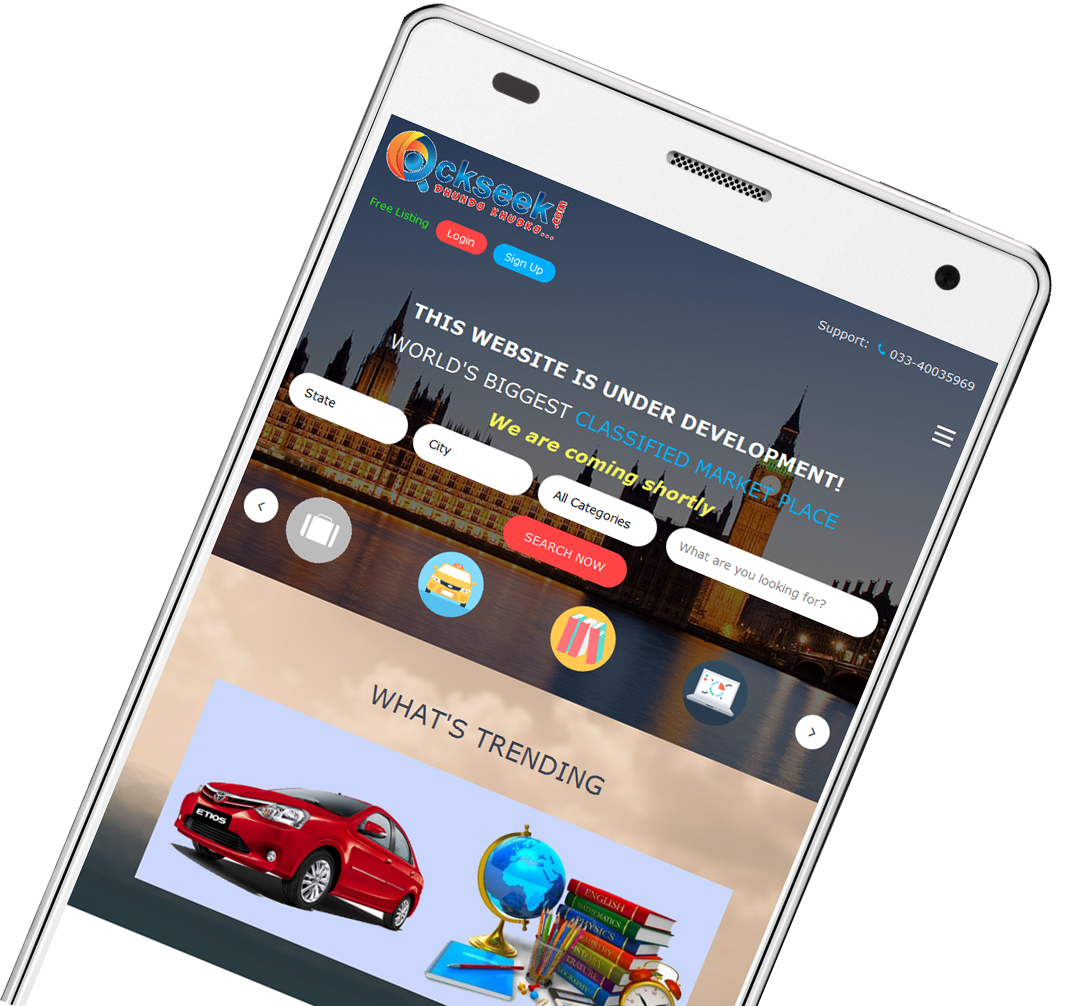 Qckseek.com
DHUNDO KHUDKO...
Free Listing
Login
Sign Up
Support: 033-40035969
THIS WEBSITE IS UNDER DEVELOPMENT!
WORLD'S BIGGEST CLASSIFIED MARKET PLACE
We are coming shortly
State
City
All Categories
What are you looking for?
SEARCH NOW
WHAT'S TRENDING
ETIOS
ENGLISH
MATHEMATICS
PHYSICS